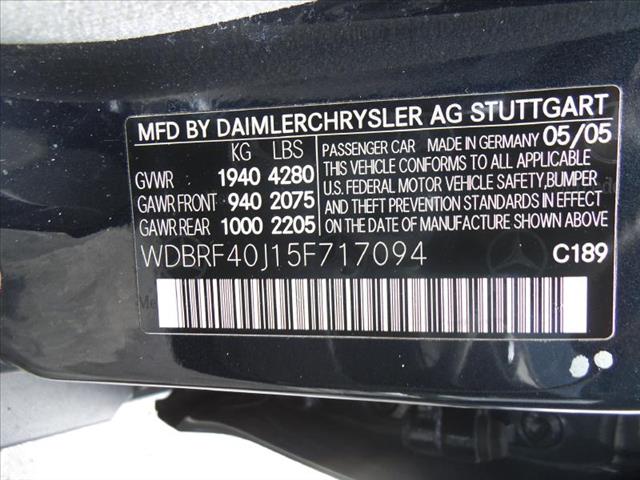 MFD BY DAIMLERCHRYSLER AG STUTTGART
KG LBS
GVWR 1940 4280
GAWR FRONT 940 2075
GAWR REAR 1000 2205
PASSENGER CAR MADE IN GERMANY 05/05
THIS VEHICLE CONFORMS TO ALL APPLICABLE
U.S. FEDERAL MOTOR VEHICLE SAFETY, BUMPER
AND THEFT PREVENTION STANDARDS IN EFFECT
ON THE DATE OF MANUFACTURE SHOWN ABOVE.
WDBRF40J15F717094 C189